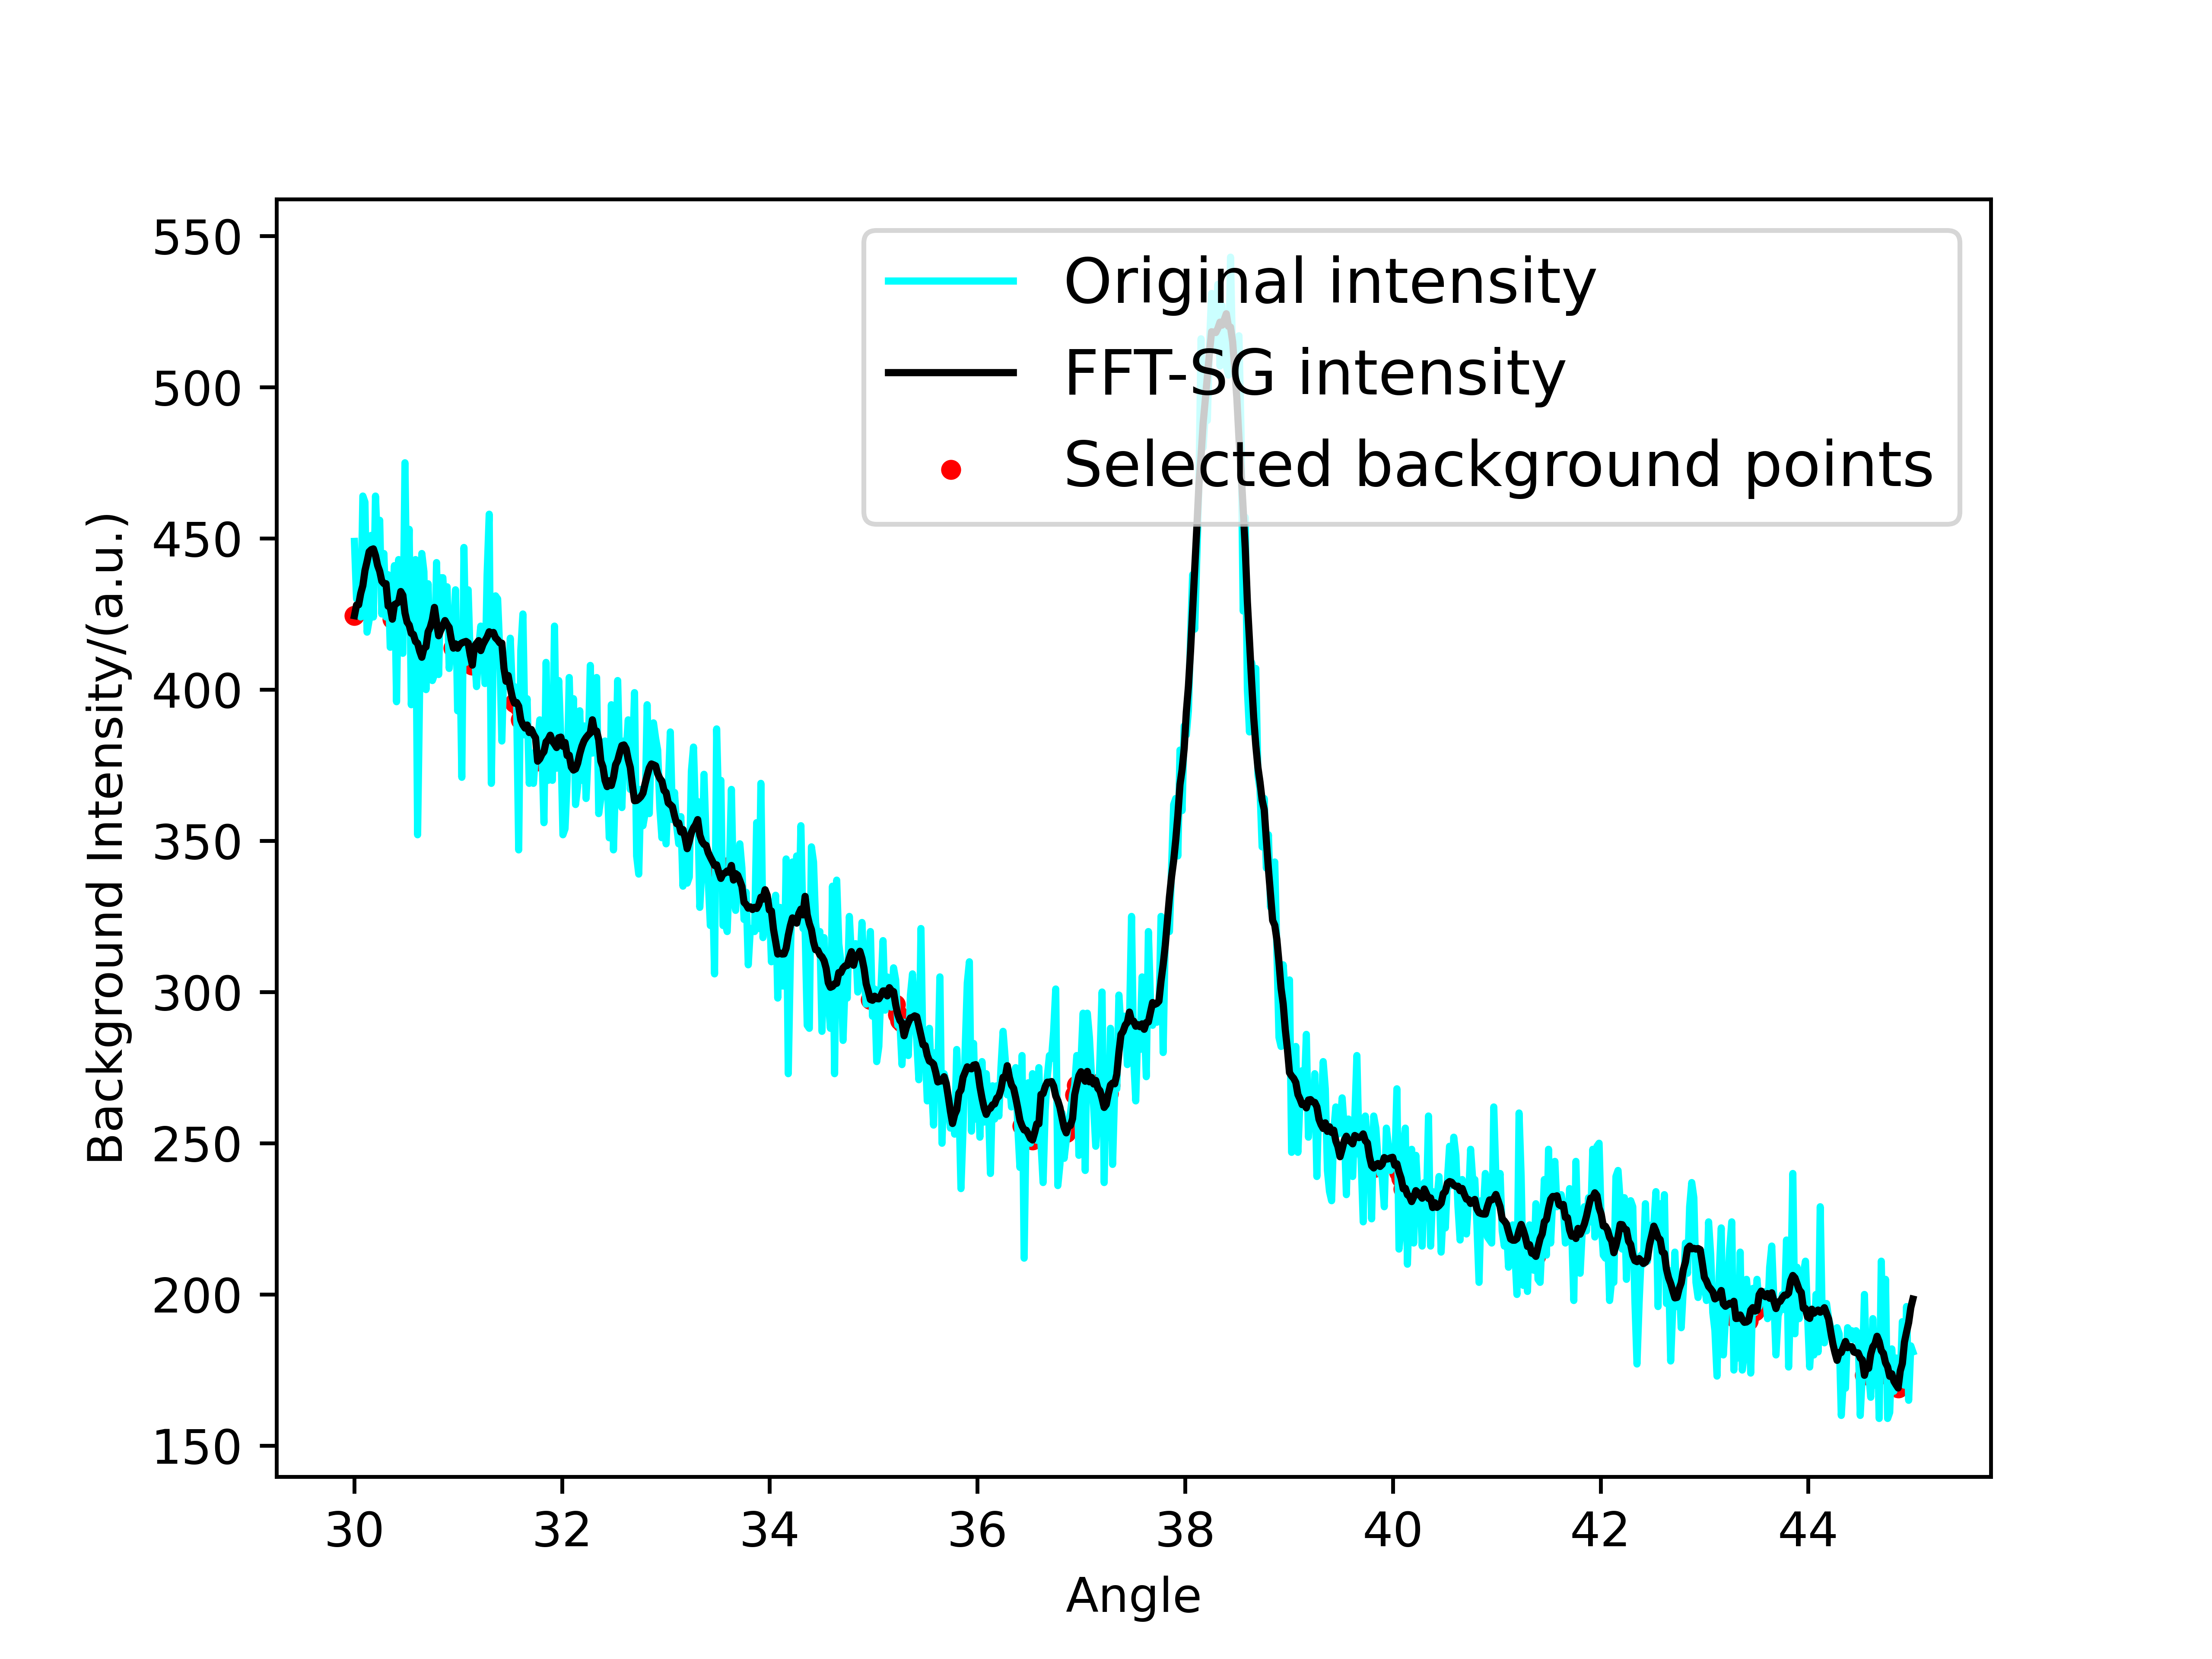 Original intensity
FFT-SG intensity
Selected background points
Background Intensity/(a.u.)
550
500
450
400
350
300
250
200
150
30 32 34 36 38 40 42 44
Angle